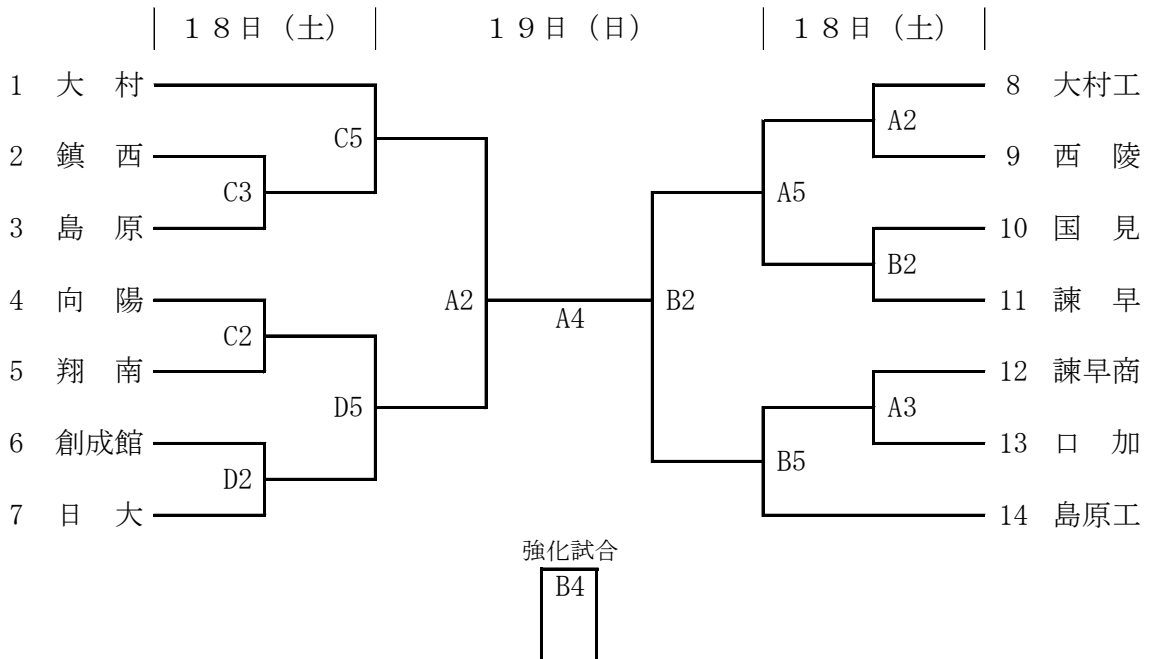 １８日（土） １９日（日） １８日（土）
1 大 村 8 大村工
C5 A2
2 鎮 西 9 西 陵
C3 A5
3 島 原 10 国 見
B2
4 向 陽 11 諫 早
A2 A4 B2
C2
5 翔 南 12 諫早商
D5 A3
6 創成館 13 口 加
D2 B5
7 日 大 14 島原工
強化試合
B4